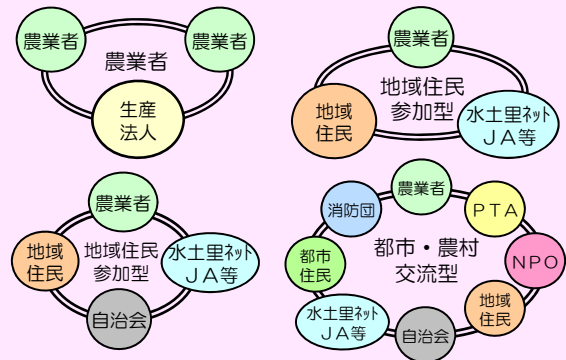 農業者
農業者
農業者
生産
法人
農業者
地域住民
参加型
地域
住民
水土里ネット
JA等
農業者
地域
住民
地域住民
参加型
水土里ネット
JA等
自治会
農業者
消防団
PTA
都市
住民
都市・農村
交流型
NPO
水土里ネット
JA等
地域
住民
自治会